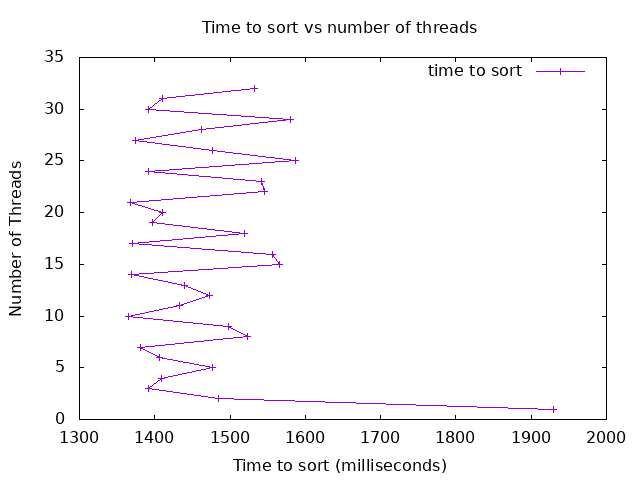 Time to sort vs number of threads
time to sort
35
30
25
20
15
10
5
0
Number of Threads
1300 1400 1500 1600 1700 1800 1900 2000
Time to sort (milliseconds)